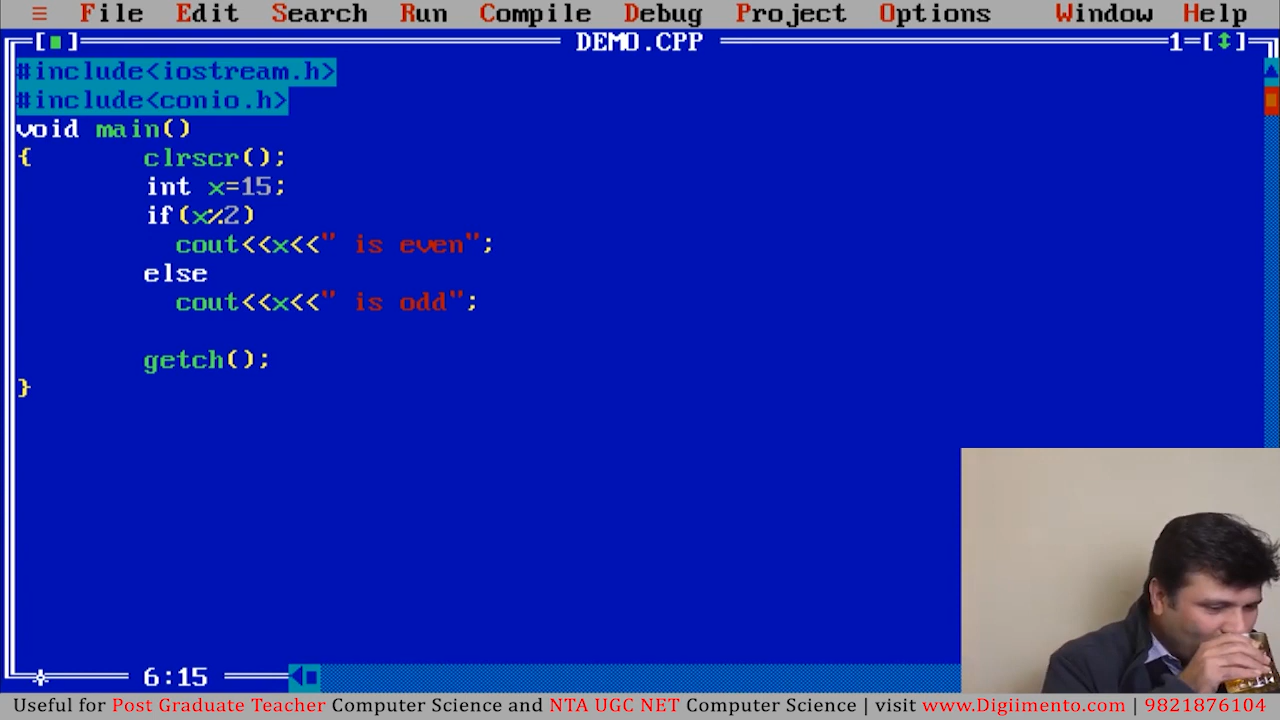 ≡ File Edit Search Run Compile Debug Project Options Window Help
[■] DEMO.CPP 1=[↕]
#include<iostream.h>
#include<conio.h>
void main()
{ clrscr();
int x=15;
if(x%2)
cout<<x<<" is even";
else
cout<<x<<" is odd";
getch();
}
6:15
Useful for Post Graduate Teacher Computer Science and NTA UGC NET Computer Science | visit www.Digiimento.com | 9821876104